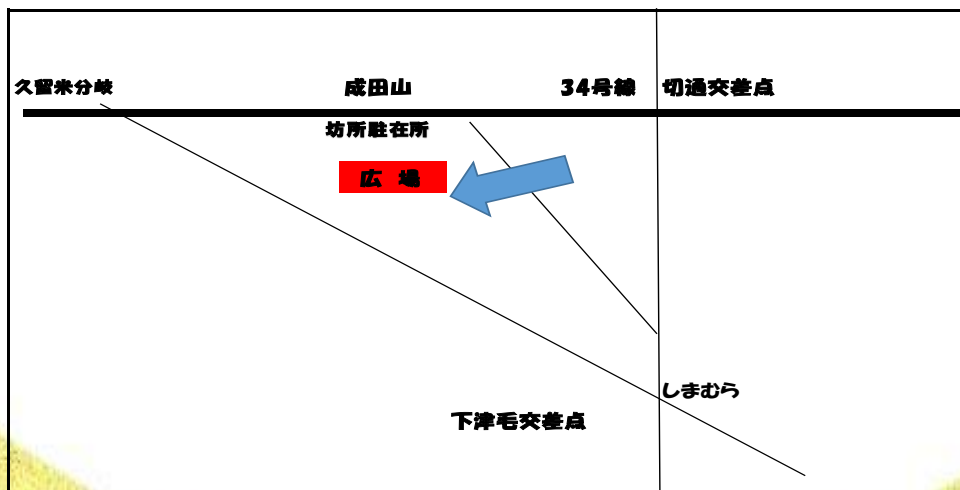 久留米分岐
成田山
34号線
切通交差点
坊所駐在所
広 場
しまむら
下津毛交差点